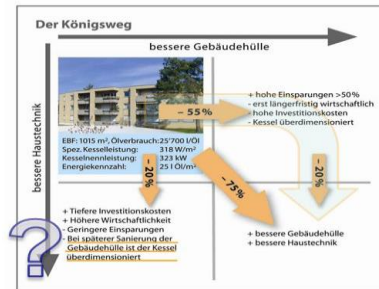 Der Königsweg
bessere Gebäudehülle
bessere Haustechnik
- 55%
+ hohe Einsparungen >50%
- erst längerfristig wirtschaftlich
- hohe Investitionskosten
- Kessel überdimensioniert
EBF: 1015 m², Ölverbrauch: 25'700 l/Öl
Spez. Kesselleistung: 318 W/m²
Kesselnennleistung: 323 kW
Energiekennzahl: 25 l Öl/m²
- 20%
- 75%
- 20%
+ Tiefere Investitionskosten
+ Höhere Wirtschaftlichkeit
- Geringere Einsparungen
- Bei späterer Sanierung der
Gebäudehülle ist der Kessel
überdimensioniert
+ bessere Gebäudehülle
+ bessere Haustechnik
?